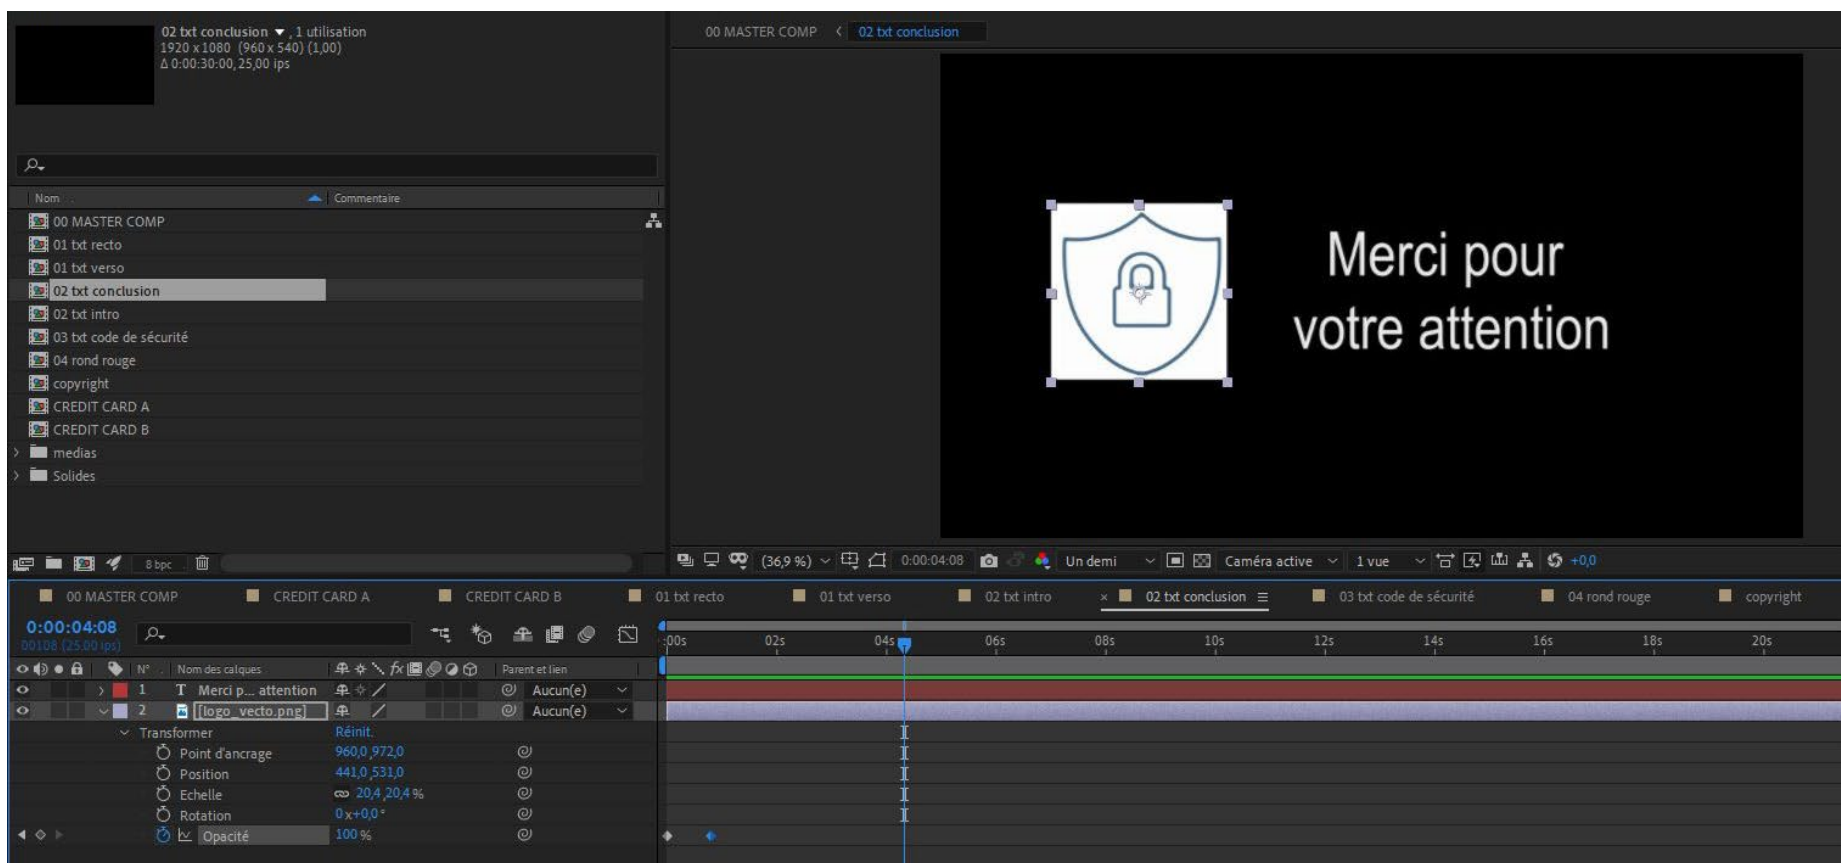 02 txt conclusion ▼ , 1 utilisation
1920 x 1080 (960 x 540) (1,00)
Δ 0:00:30:00, 25,00 ips
Nom
Commentaire
00 MASTER COMP
01 txt recto
01 txt verso
02 txt conclusion
02 txt intro
03 txt code de sécurité
04 rond rouge
copyright
CREDIT CARD A
CREDIT CARD B
medias
Solides
8 bpc
00 MASTER COMP < 02 txt conclusion
Merci pour
votre attention
(36,9 %) 0:00:04:08 Un demi Caméra active 1 vue +0,0
00 MASTER COMP CREDIT CARD A CREDIT CARD B 01 txt recto 01 txt verso 02 txt intro × 02 txt conclusion 03 txt code de sécurité 04 rond rouge copyright
0:00:04:08
00108 (25.00 ips)
:00s 02s 04s 06s 08s 10s 12s 14s 16s 18s 20s
N° Nom des calques fx Parent et lien
1 T Merci p... attention Aucun(e)
2 [logo_vecto.png] Aucun(e)
Transformer Réinit.
Point d'ancrage 960,0 ,972,0
Position 441,0 ,531,0
Echelle 20,4 ,20,4 %
Rotation 0 x+0,0 °
Opacité 100 %